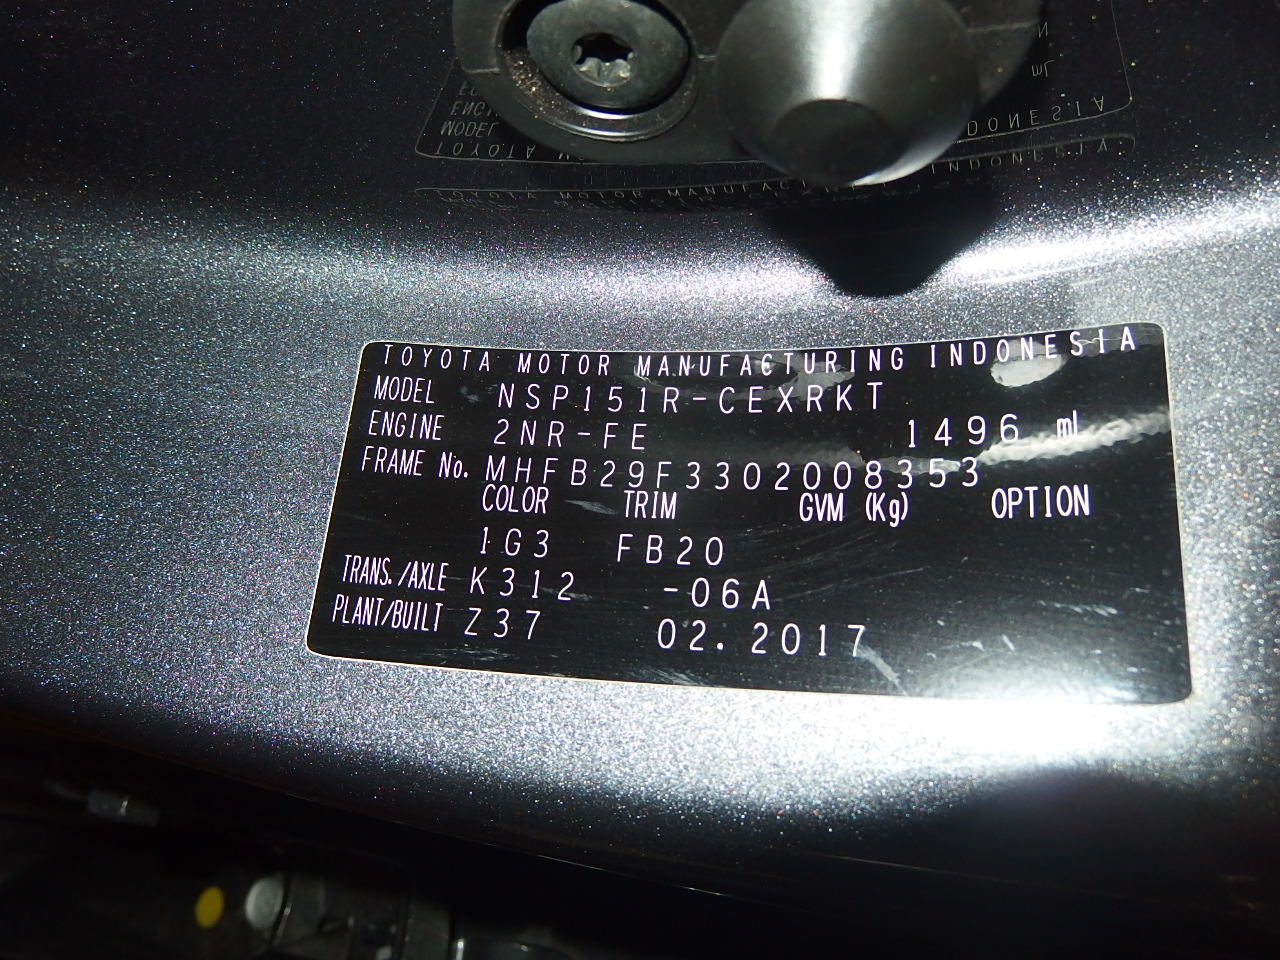 TOYOTA MOTOR MANUFACTURING INDONESIA
MODEL NSP151R-CEXRKT
ENGINE 2NR-FE 1496 ml
FRAME No. MHFB29F3302008353
COLOR TRIM GVM (Kg) OPTION
1G3 FB20
TRANS./AXLE K312 -06A
PLANT/BUILT Z37 02.2017